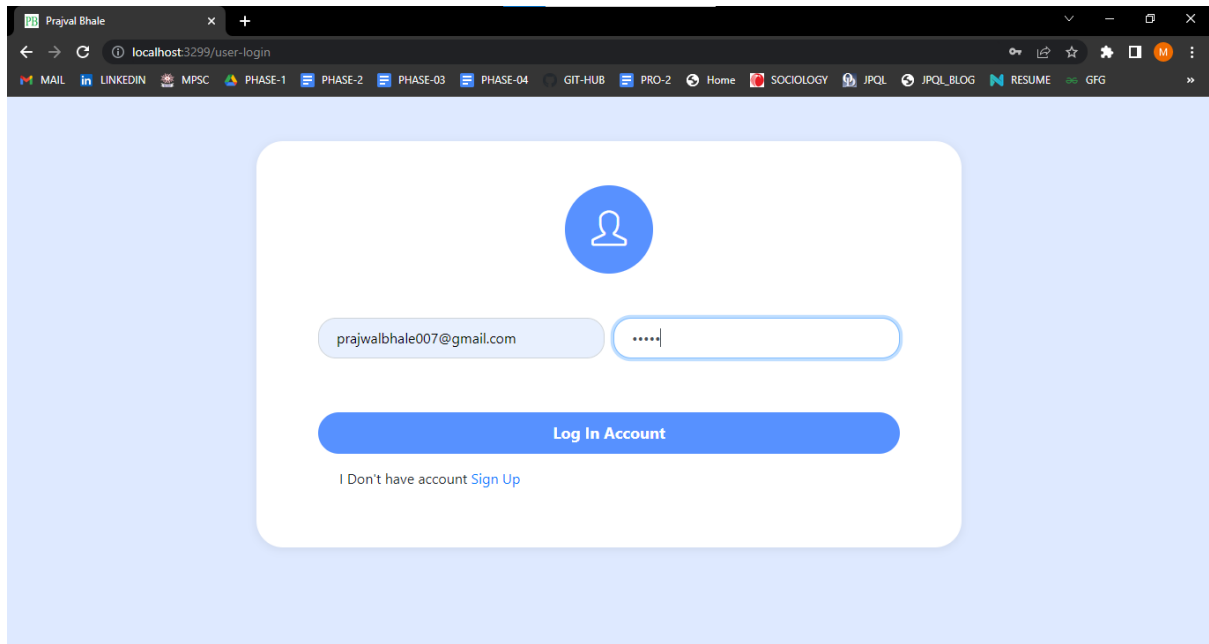 PB Prajval Bhale
localhost:3299/user-login
M
MAIL in LINKEDIN MPSC PHASE-1 PHASE-2 PHASE-03 PHASE-04 GIT-HUB PRO-2 Home SOCIOLOGY JPQL JPQL_BLOG RESUME GFG »
prajwalbhale007@gmail.com •••••
Log In Account
I Don't have account Sign Up